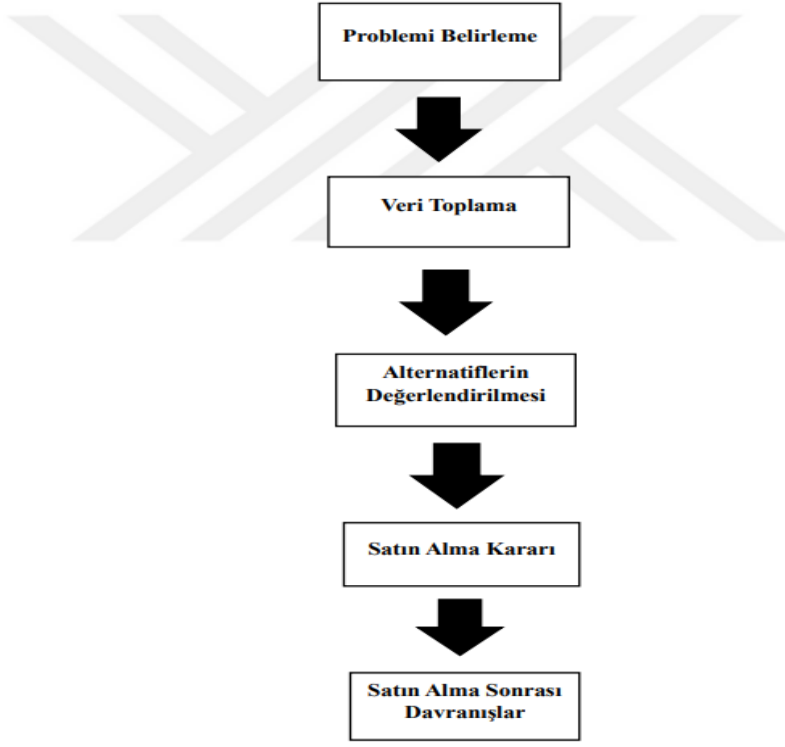 Problemi Belirleme
Veri Toplama
Alternatiflerin
Değerlendirilmesi
Satın Alma Kararı
Satın Alma Sonrası
Davranışlar